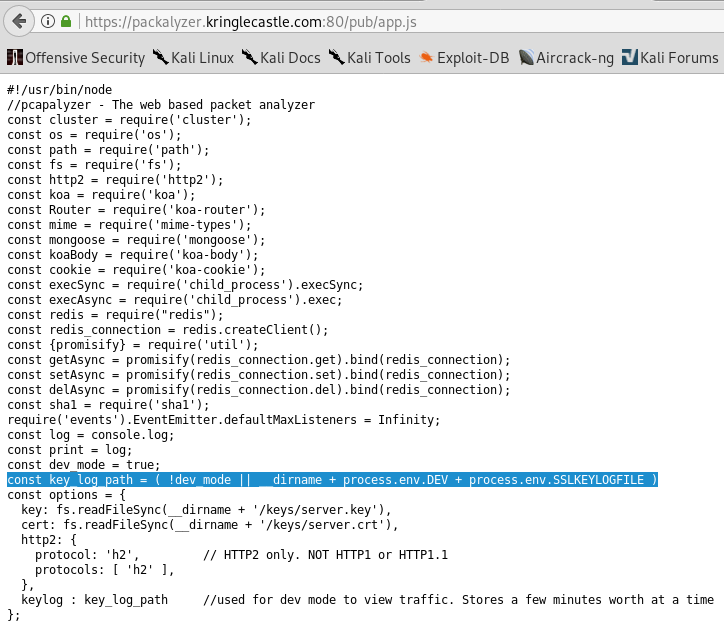 https://packalyzer.kringlecastle.com:80/pub/app.js
Offensive Security Kali Linux Kali Docs Kali Tools Exploit-DB Aircrack-ng Kali Forums
#!/usr/bin/node
//pcapalyzer - The web based packet analyzer
const cluster = require('cluster');
const os = require('os');
const path = require('path');
const fs = require('fs');
const http2 = require('http2');
const koa = require('koa');
const Router = require('koa-router');
const mime = require('mime-types');
const mongoose = require('mongoose');
const koaBody = require('koa-body');
const cookie = require('koa-cookie');
const execSync = require('child_process').execSync;
const execAsync = require('child_process').exec;
const redis = require("redis");
const redis_connection = redis.createClient();
const {promisify} = require('util');
const getAsync = promisify(redis_connection.get).bind(redis_connection);
const setAsync = promisify(redis_connection.set).bind(redis_connection);
const delAsync = promisify(redis_connection.del).bind(redis_connection);
const sha1 = require('sha1');
require('events').EventEmitter.defaultMaxListeners = Infinity;
const log = console.log;
const print = log;
const dev_mode = true;
const key_log_path = ( !dev_mode || __dirname + process.env.DEV + process.env.SSLKEYLOGFILE )
const options = {
  key: fs.readFileSync(__dirname + '/keys/server.key'),
  cert: fs.readFileSync(__dirname + '/keys/server.crt'),
  http2: {
    protocol: 'h2',         // HTTP2 only. NOT HTTP1 or HTTP1.1
    protocols: [ 'h2' ],
  },
  keylog : key_log_path     //used for dev mode to view traffic. Stores a few minutes worth at a time
};